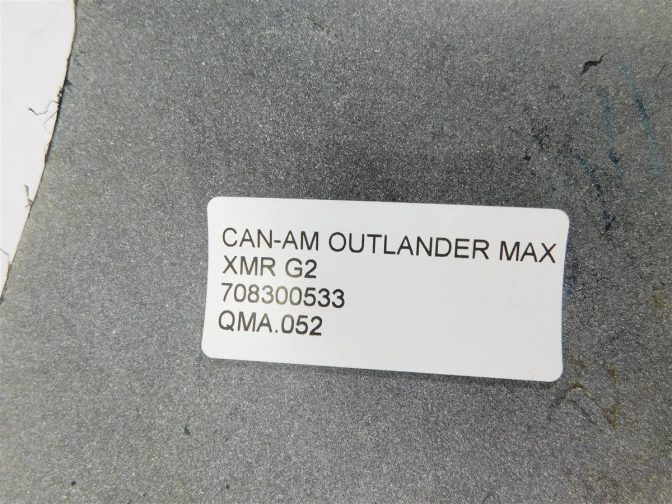 CAN-AM OUTLANDER MAX
XMR G2
708300533
QMA.052